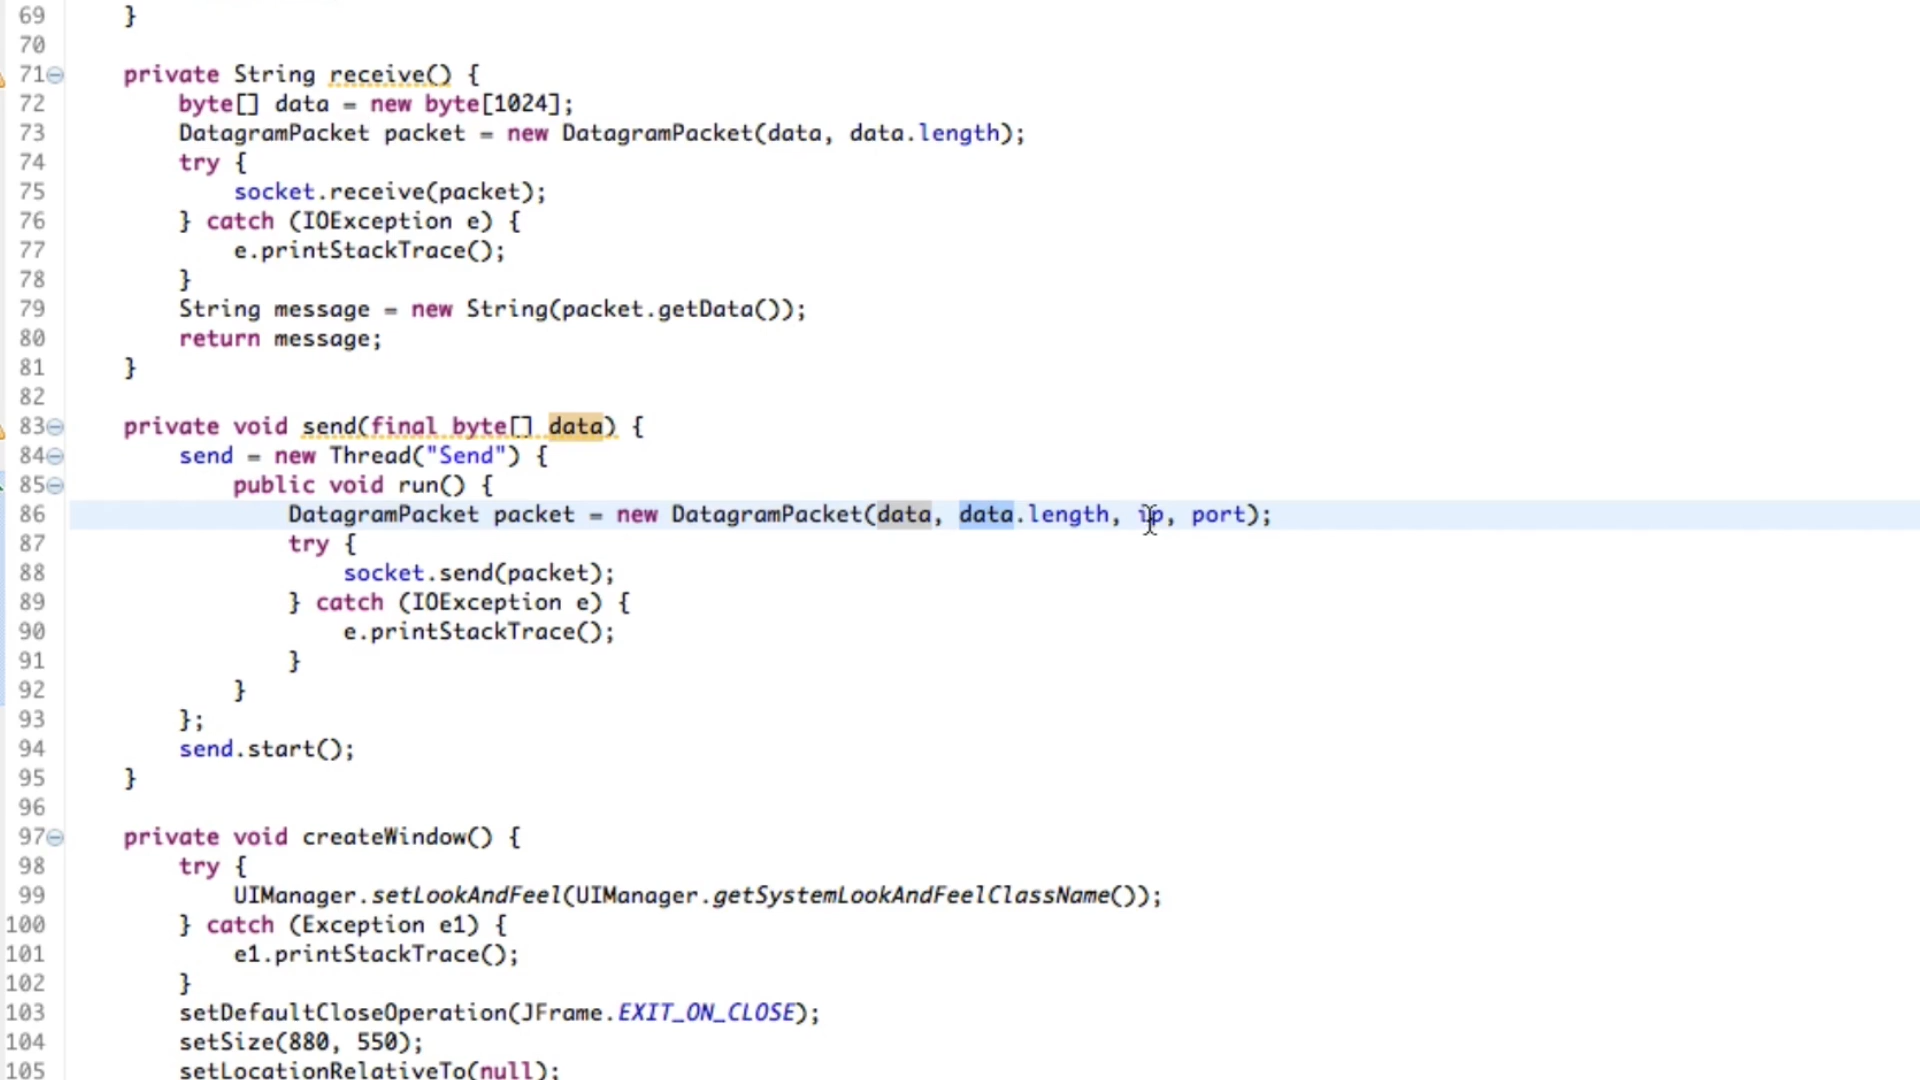 69 }
70
71 private String receive() {
72 byte[] data = new byte[1024];
73 DatagramPacket packet = new DatagramPacket(data, data.length);
74 try {
75 socket.receive(packet);
76 } catch (IOException e) {
77 e.printStackTrace();
78 }
79 String message = new String(packet.getData());
80 return message;
81 }
82
83 private void send(final byte[] data) {
84 send = new Thread("Send") {
85 public void run() {
86 DatagramPacket packet = new DatagramPacket(data, data.length, ip, port);
87 try {
88 socket.send(packet);
89 } catch (IOException e) {
90 e.printStackTrace();
91 }
92 }
93 };
94 send.start();
95 }
96
97 private void createWindow() {
98 try {
99 UIManager.setLookAndFeel(UIManager.getSystemLookAndFeelClassName());
100 } catch (Exception e1) {
101 e1.printStackTrace();
102 }
103 setDefaultCloseOperation(JFrame.EXIT_ON_CLOSE);
104 setSize(880, 550);
105 setLocationRelativeTo(null);